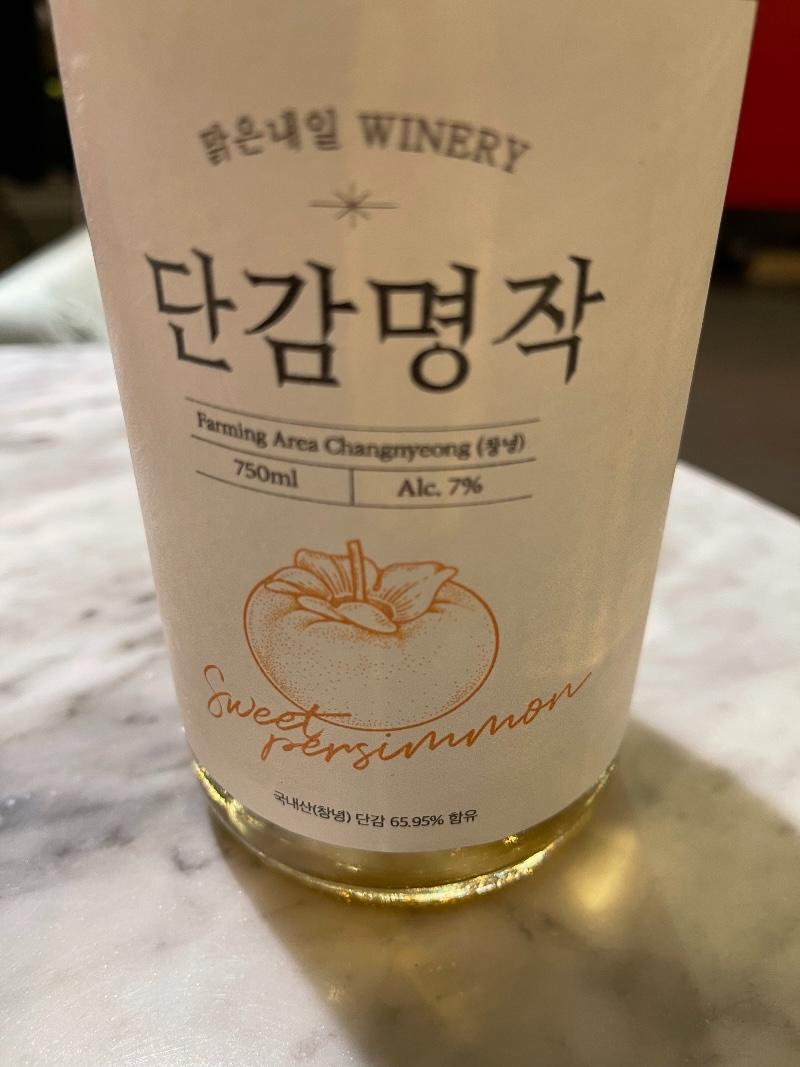 맑은내일 WINERY
단감명작
Farming Area Changnyeong (창녕)
750ml
Alc. 7%
Sweet
persimmon
국내산(창녕) 단감 65.95% 함유